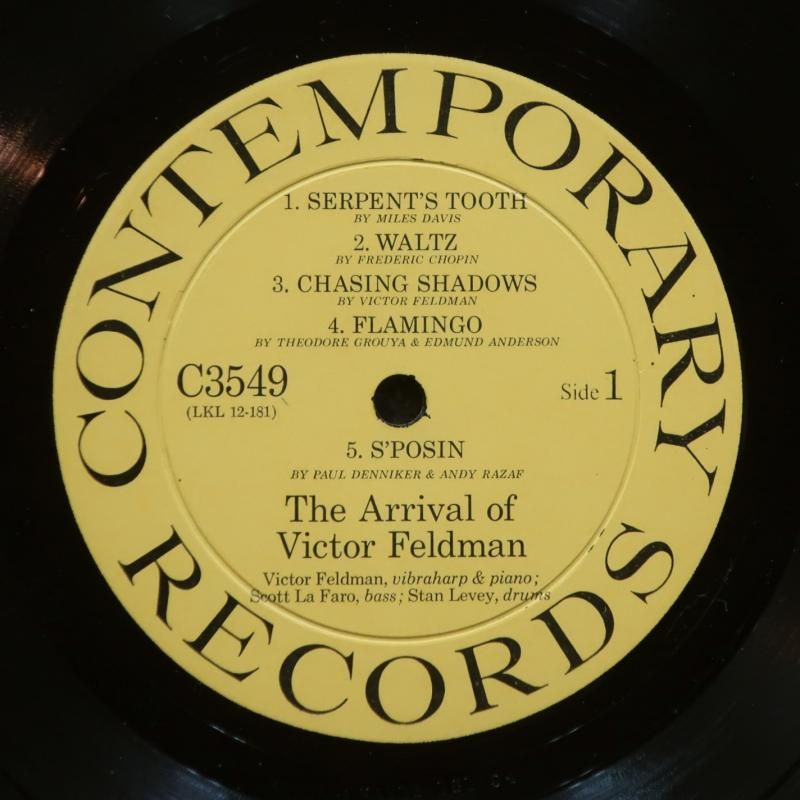 CONTEMPORARY
1. SERPENT'S TOOTH
BY MILES DAVIS
2. WALTZ
BY FREDERIC CHOPIN
3. CHASING SHADOWS
BY VICTOR FELDMAN
4. FLAMINGO
BY THEODORE GROUYA & EDMUND ANDERSON
C3549
(LKL 12-181)
Side 1
5. S'POSIN
BY PAUL DENNIKER & ANDY RAZAF
The Arrival of
Victor Feldman
Victor Feldman, vibraharp & piano;
Scott La Faro, bass; Stan Levey, drums
RECORDS